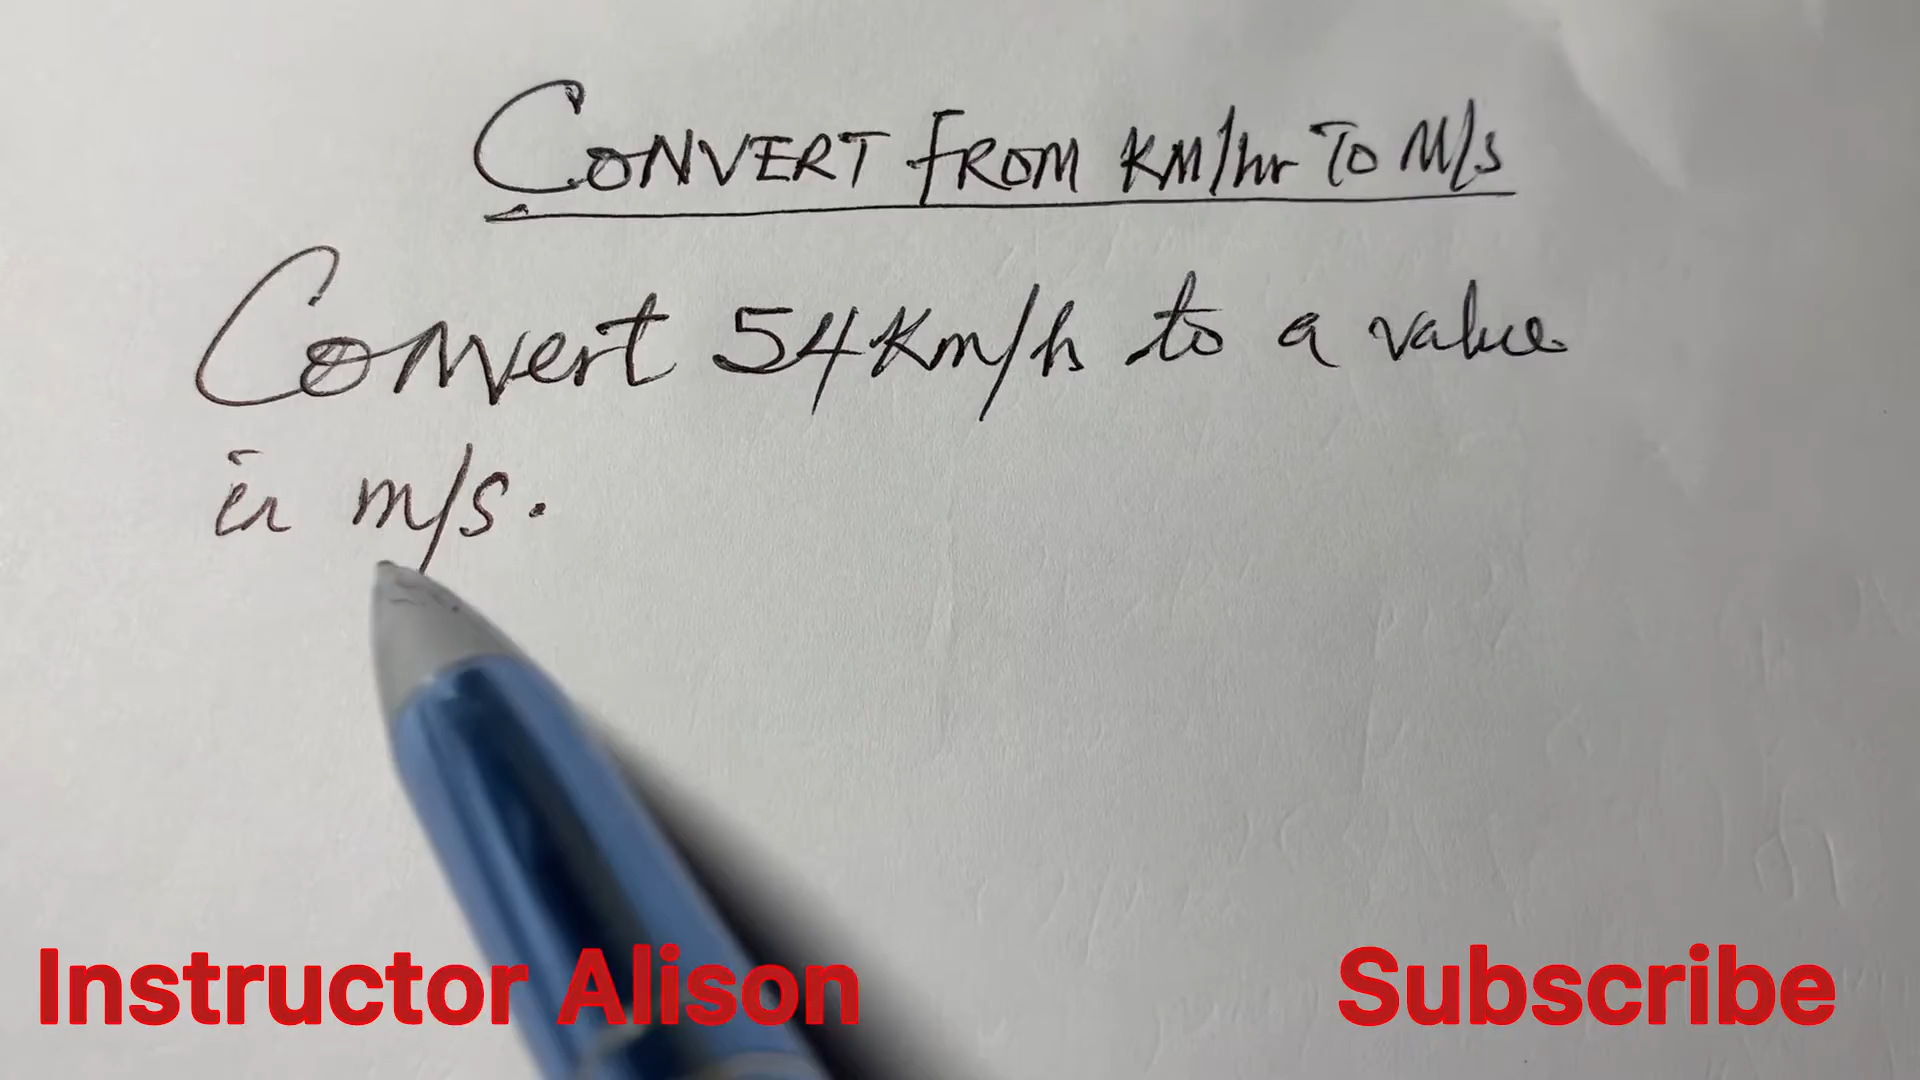 CONVERT FROM KM/hr TO M/s
Convert 54Km/h to a value
in m/s.
Instructor Alison
Subscribe